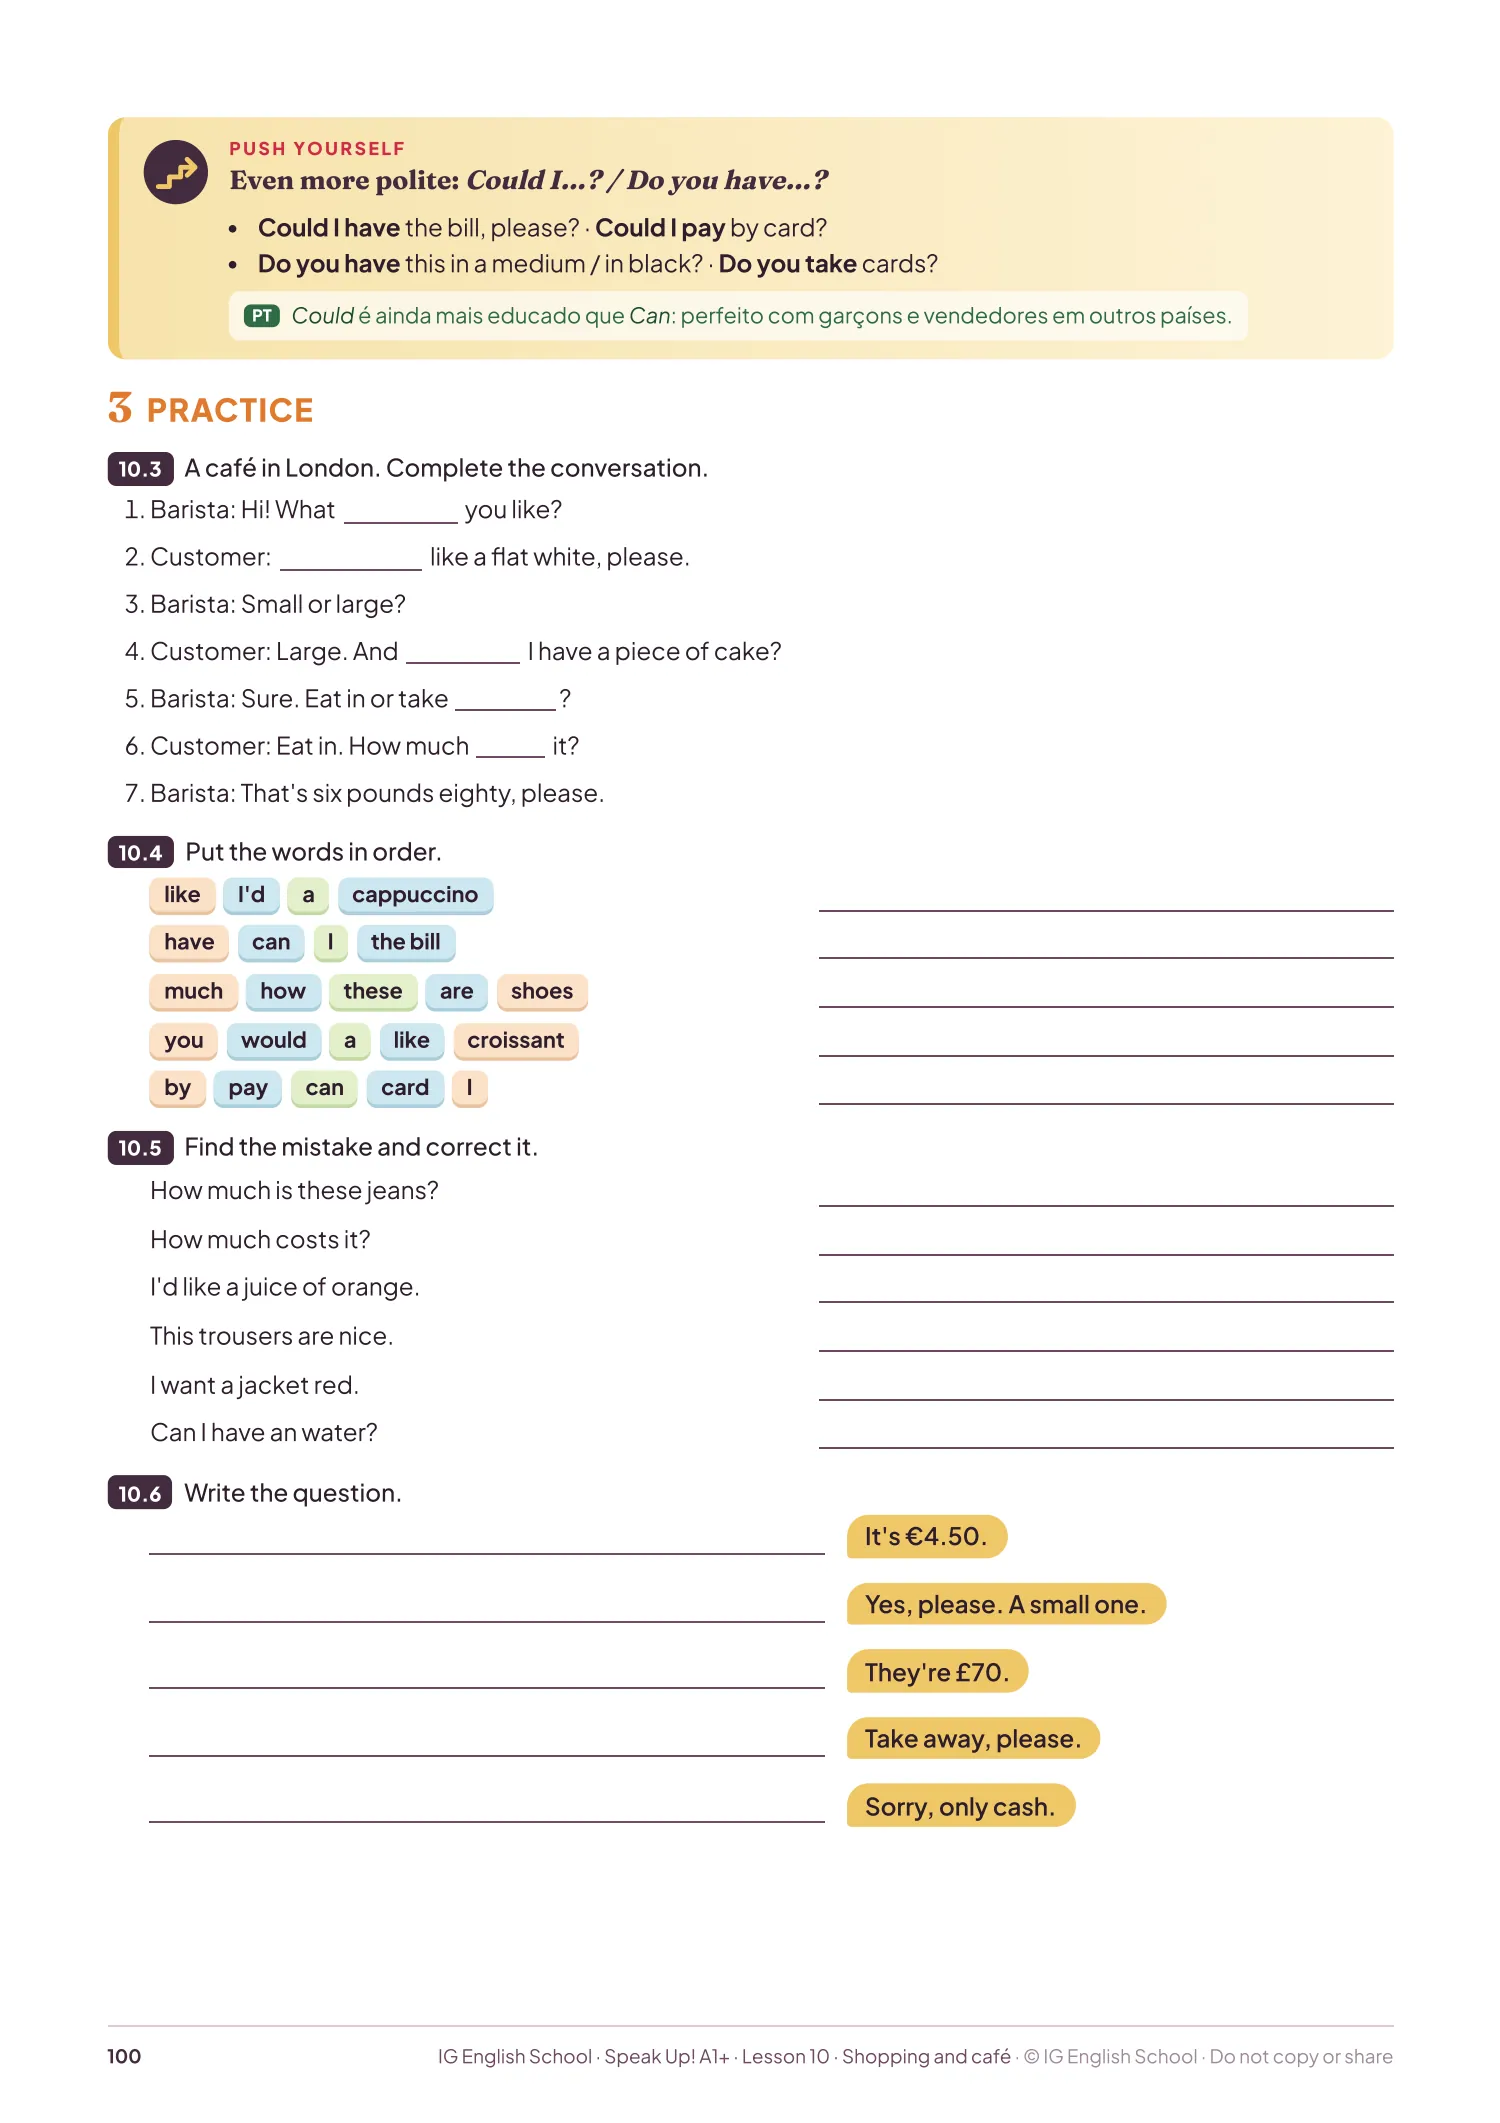 PUSH YOURSELF
Even more polite: Could I...? / Do you have...?
• Could I have the bill, please? · Could I pay by card?
• Do you have this in a medium / in black? · Do you take cards?
PT Could é ainda mais educado que Can: perfeito com garçons e vendedores em outros países.
3 PRACTICE
10.3 A café in London. Complete the conversation.
1. Barista: Hi! What ________ you like?
2. Customer: __________ like a flat white, please.
3. Barista: Small or large?
4. Customer: Large. And ________ I have a piece of cake?
5. Barista: Sure. Eat in or take _______?
6. Customer: Eat in. How much _____ it?
7. Barista: That's six pounds eighty, please.
10.4 Put the words in order.
like I'd a cappuccino
have can I the bill
much how these are shoes
you would a like croissant
by pay can card I
10.5 Find the mistake and correct it.
How much is these jeans?
How much costs it?
I'd like a juice of orange.
This trousers are nice.
I want a jacket red.
Can I have an water?
10.6 Write the question.
It's €4.50.
Yes, please. A small one.
They're £70.
Take away, please.
Sorry, only cash.
100 IG English School · Speak Up! A1+ · Lesson 10 · Shopping and café · © IG English School · Do not copy or share